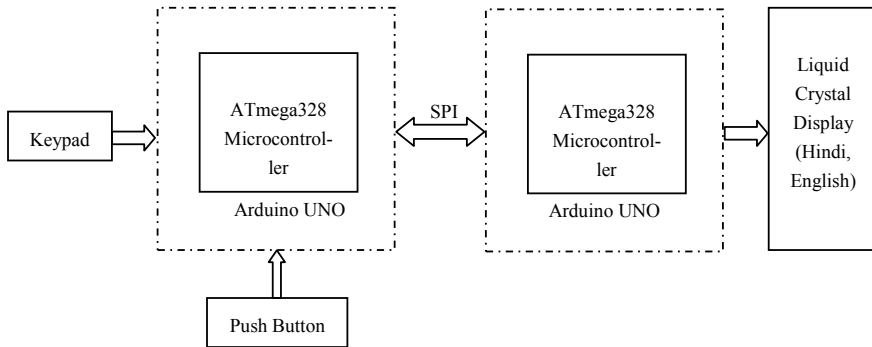 Keypad
ATmega328
Microcontrol-
ler
Arduino UNO
Push Button
SPI
ATmega328
Microcontrol-
ler
Arduino UNO
Liquid
Crystal
Display
(Hindi,
English)